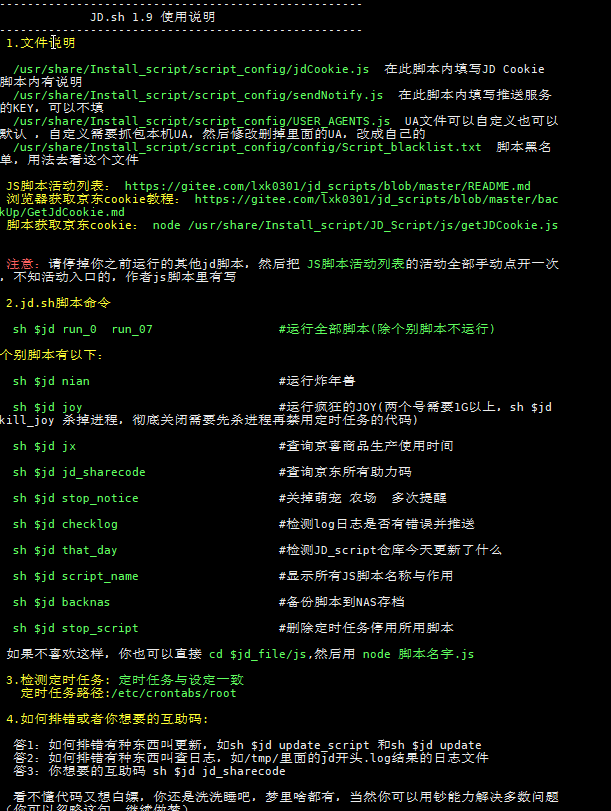 ----------------------------------------------------
JD.sh 1.9 使用说明
----------------------------------------------------
1.文件说明
/usr/share/Install_script/script_config/jdCookie.js 在此脚本内填写JD Cookie
脚本内有说明
/usr/share/Install_script/script_config/sendNotify.js 在此脚本内填写推送服务
的KEY，可以不填
/usr/share/Install_script/script_config/USER_AGENTS.js UA文件可以自定义也可以
默认 ，自定义需要抓包本机UA，然后修改删掉里面的UA，改成自己的
/usr/share/Install_script/script_config/config/Script_blacklist.txt 脚本黑名
单，用法去看这个文件
JS脚本活动列表： https://gitee.com/lxk0301/jd_scripts/blob/master/README.md
浏览器获取京东cookie教程： https://gitee.com/lxk0301/jd_scripts/blob/master/bac
kUp/GetJdCookie.md
脚本获取京东cookie： node /usr/share/Install_script/JD_Script/js/getJDCookie.js
注意：请停掉你之前运行的其他jd脚本，然后把 JS脚本活动列表的活动全部手动点开一次
，不知活动入口的，作者js脚本里有写
2.jd.sh脚本命令
sh $jd run_0 run_07 #运行全部脚本(除个别脚本不运行)
个别脚本有以下：
sh $jd nian #运行炸年兽
sh $jd joy #运行疯狂的JOY(两个号需要1G以上，sh $jd
kill_joy 杀掉进程，彻底关闭需要先杀进程再禁用定时任务的代码)
sh $jd jx #查询京喜商品生产使用时间
sh $jd jd_sharecode #查询京东所有助力码
sh $jd stop_notice #关掉萌宠 农场 多次提醒
sh $jd checklog #检测log日志是否有错误并推送
sh $jd that_day #检测JD_script仓库今天更新了什么
sh $jd script_name #显示所有JS脚本名称与作用
sh $jd backnas #备份脚本到NAS存档
sh $jd stop_script #删除定时任务停用所用脚本
如果不喜欢这样，你也可以直接 cd $jd_file/js,然后用 node 脚本名字.js
3.检测定时任务: 定时任务与设定一致
定时任务路径:/etc/crontabs/root
4.如何排错或者你想要的互助码:
答1：如何排错有种东西叫更新，如sh $jd update_script 和sh $jd update
答2：如何排错有种东西叫查日志，如/tmp/里面的jd开头.log结果的日志文件
答3：你想要的互助码 sh $jd jd_sharecode
看不懂代码又想白嫖，你还是洗洗睡吧，梦里啥都有，当然你可以用钞能力解决多数问题
(你可以忽略这句，继续做梦)